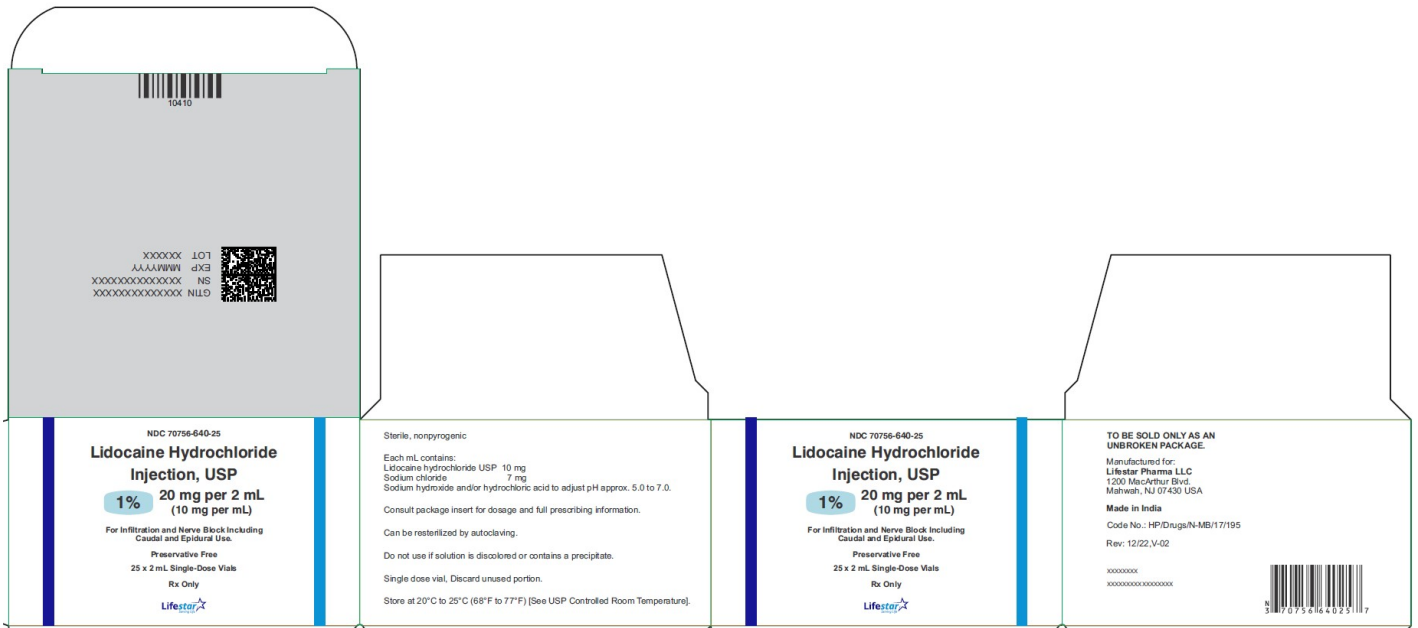 10410
GTIN XXXXXXXXXXXXXX
SN XXXXXXXXXXXXXX
EXP MMMYYYY
LOT XXXXXX
NDC 70756-640-25
Lidocaine Hydrochloride
Injection, USP
1%
20 mg per 2 mL
(10 mg per mL)
For Infiltration and Nerve Block Including
Caudal and Epidural Use.
Preservative Free
25 x 2 mL Single-Dose Vials
Rx Only
Lifestar
Sterile, nonpyrogenic
Each mL contains:
Lidocaine hydrochloride USP 10 mg
Sodium chloride 7 mg
Sodium hydroxide and/or hydrochloric acid to adjust pH approx. 5.0 to 7.0.
Consult package insert for dosage and full prescribing information.
Can be resterilized by autoclaving.
Do not use if solution is discolored or contains a precipitate.
Single dose vial, Discard unused portion.
Store at 20°C to 25°C (68°F to 77°F) [See USP Controlled Room Temperature].
NDC 70756-640-25
Lidocaine Hydrochloride
Injection, USP
1%
20 mg per 2 mL
(10 mg per mL)
For Infiltration and Nerve Block Including
Caudal and Epidural Use.
Preservative Free
25 x 2 mL Single-Dose Vials
Rx Only
Lifestar
TO BE SOLD ONLY AS AN
UNBROKEN PACKAGE.
Manufactured for:
Lifestar Pharma LLC
1200 MacArthur Blvd.
Mahwah, NJ 07430 USA
Made in India
Code No.: HP/Drugs/N-MB/17/195
Rev: 12/22,V-02
xxxxxxxx
xxxxxxxxxxxxxxxxx
N
3 70756 64025 7